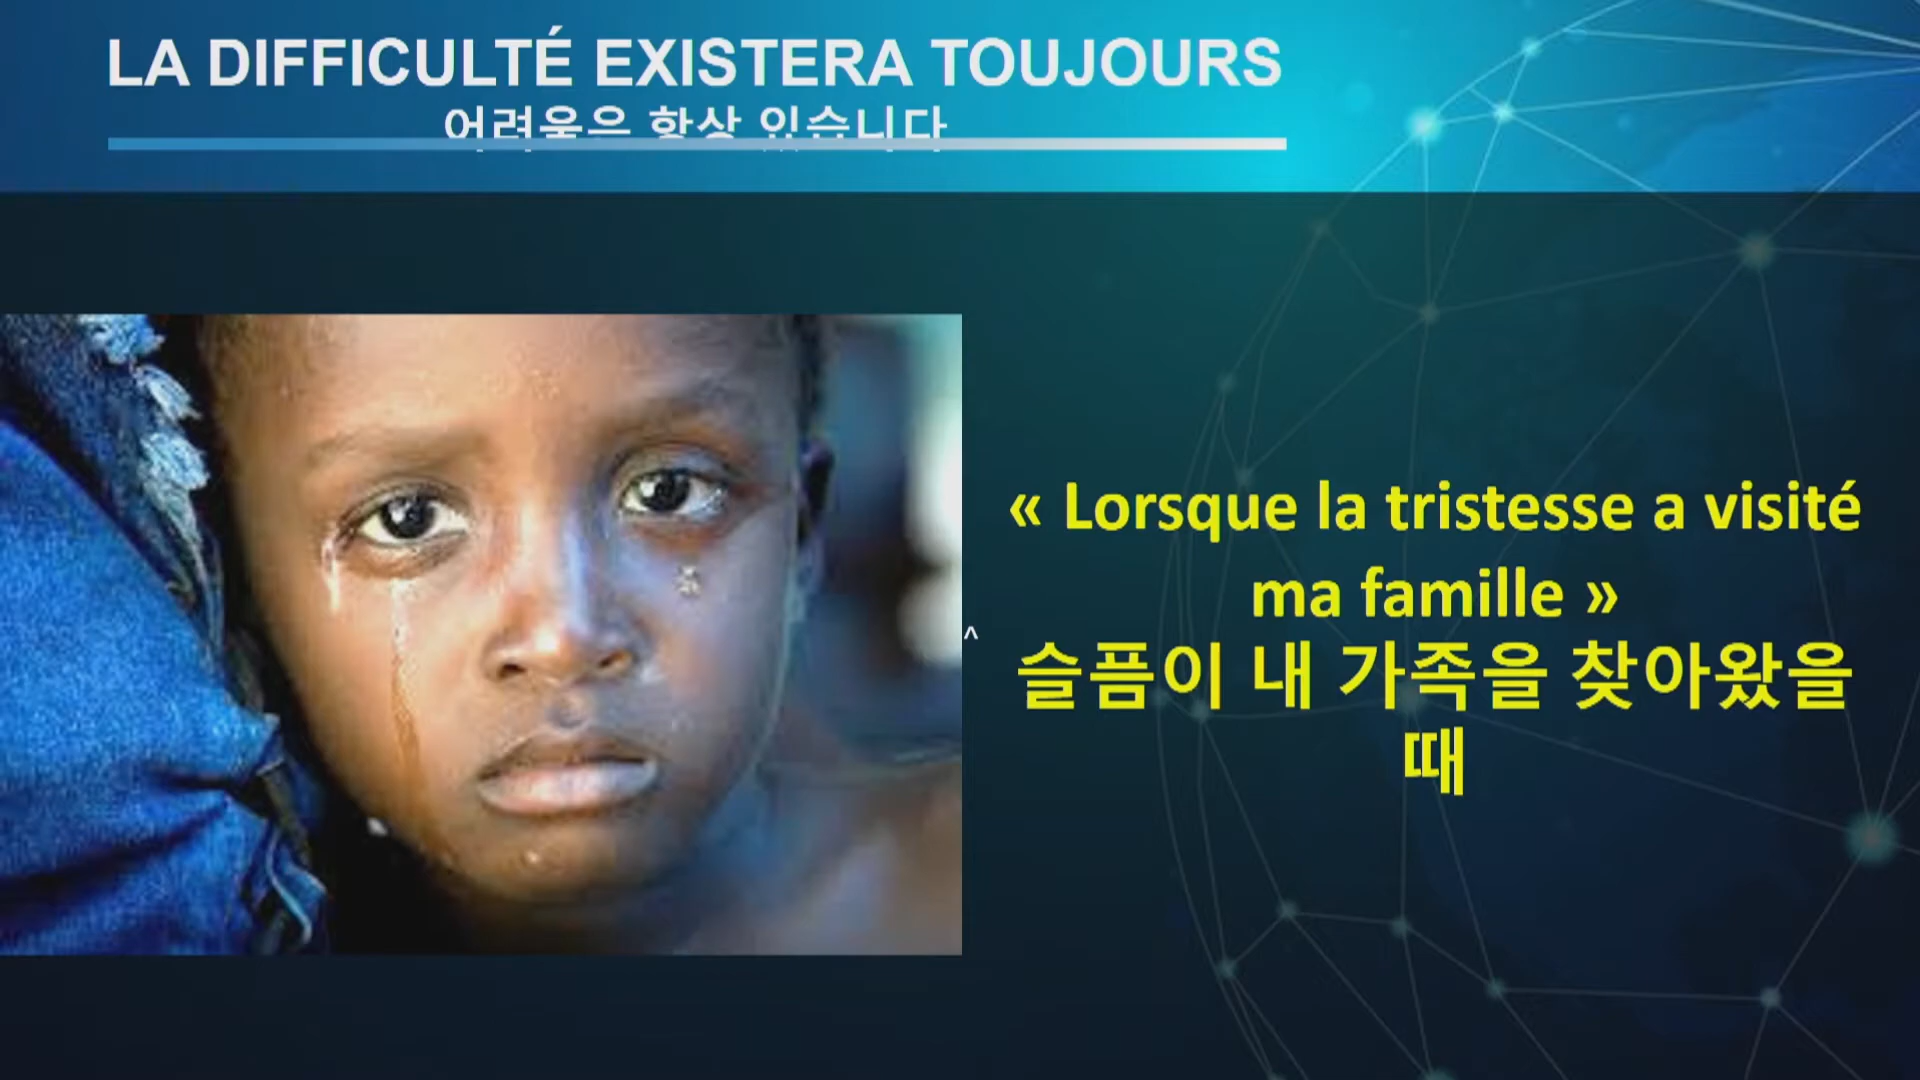 LA DIFFICULTÉ EXISTERA TOUJOURS
어려움은 항상 있습니다
« Lorsque la tristesse a visité
ma famille »
^
슬픔이 내 가족을 찾아왔을
때